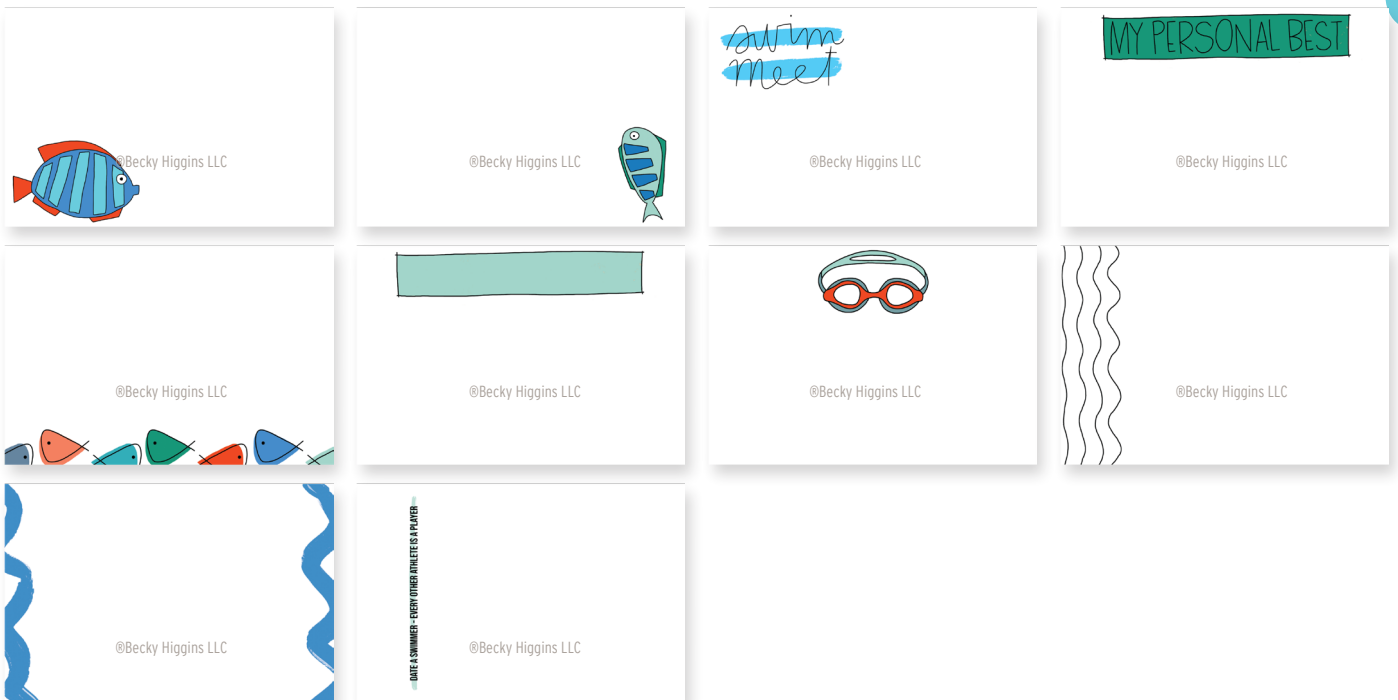 ®Becky Higgins LLC
®Becky Higgins LLC
swim
meet
®Becky Higgins LLC
MY PERSONAL BEST
®Becky Higgins LLC
®Becky Higgins LLC
®Becky Higgins LLC
®Becky Higgins LLC
®Becky Higgins LLC
®Becky Higgins LLC
DATE A SWIMMER - EVERY OTHER ATHLETE IS A PLAYER
®Becky Higgins LLC